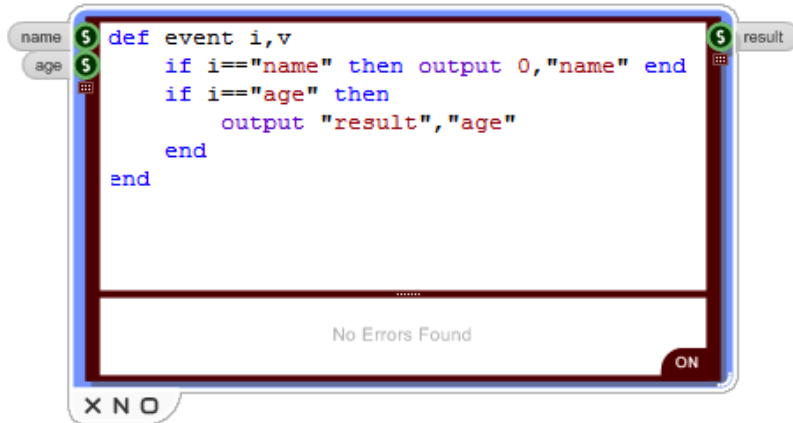 name
age
result
def event i,v
    if i=="name" then output 0,"name" end
    if i=="age" then
        output "result","age"
    end
end
No Errors Found
ON
X N O